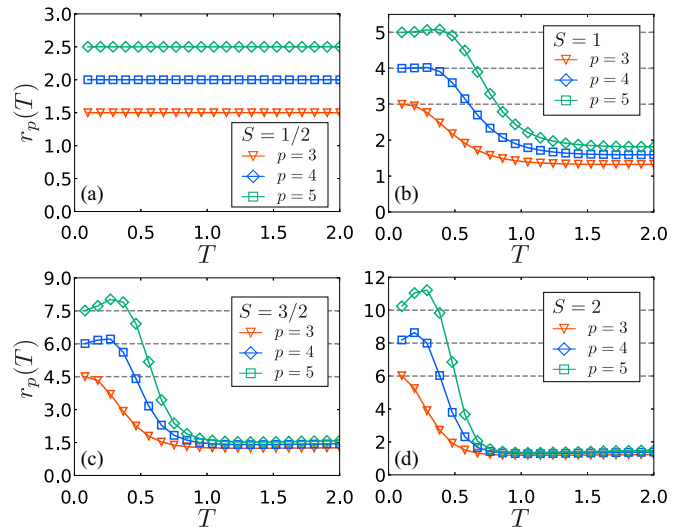 3.0
2.5
2.0
1.5
1.0
0.5
0.0
r_p(T)
S = 1/2
p = 3
p = 4
p = 5
(a)
0.0 0.5 1.0 1.5 2.0
T
5
4
3
2
1
0
S = 1
p = 3
p = 4
p = 5
(b)
0.0 0.5 1.0 1.5 2.0
T
9.0
7.5
6.0
4.5
3.0
1.5
0.0
r_p(T)
S = 3/2
p = 3
p = 4
p = 5
(c)
0.0 0.5 1.0 1.5 2.0
T
12
10
8
6
4
2
0
S = 2
p = 3
p = 4
p = 5
(d)
0.0 0.5 1.0 1.5 2.0
T